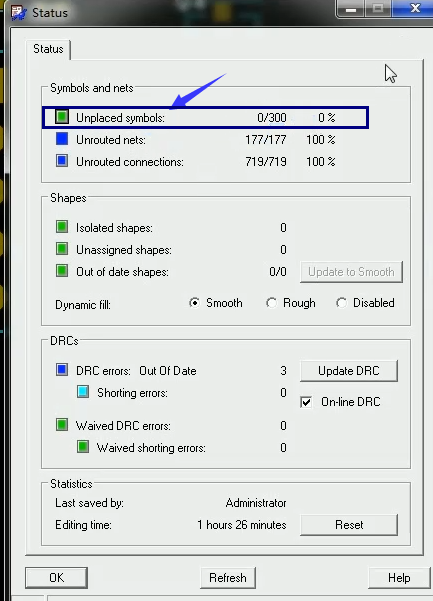 Status
Status
Symbols and nets
Unplaced symbols: 0/300 0 %
Unrouted nets: 177/177 100 %
Unrouted connections: 719/719 100 %
Shapes
Isolated shapes: 0
Unassigned shapes: 0
Out of date shapes: 0/0 Update to Smooth
Dynamic fill: Smooth Rough Disabled
DRCs
DRC errors: Out Of Date 3 Update DRC
Shorting errors: 0
On-line DRC
Waived DRC errors: 0
Waived shorting errors: 0
Statistics
Last saved by: Administrator
Editing time: 1 hours 26 minutes Reset
OK Refresh Help